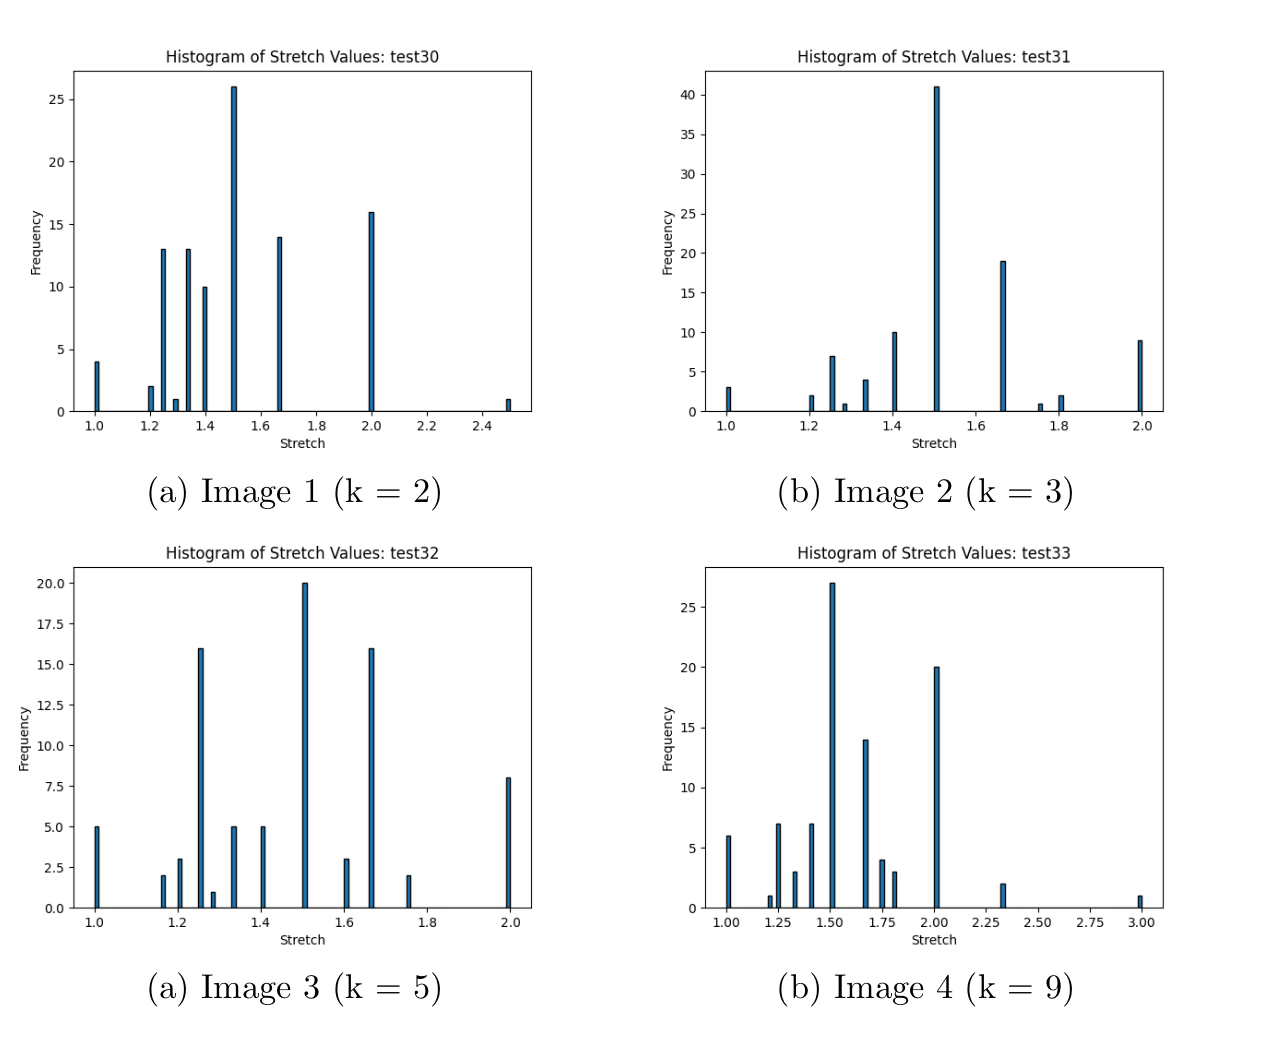 Histogram of Stretch Values: test30
25
20
15
10
5
0
Frequency
1.0 1.2 1.4 1.6 1.8 2.0 2.2 2.4
Stretch
(a) Image 1 (k = 2)
Histogram of Stretch Values: test31
40
35
30
25
20
15
10
5
0
Frequency
1.0 1.2 1.4 1.6 1.8 2.0
Stretch
(b) Image 2 (k = 3)
Histogram of Stretch Values: test32
20.0
17.5
15.0
12.5
10.0
7.5
5.0
2.5
0.0
Frequency
1.0 1.2 1.4 1.6 1.8 2.0
Stretch
(a) Image 3 (k = 5)
Histogram of Stretch Values: test33
25
20
15
10
5
0
Frequency
1.00 1.25 1.50 1.75 2.00 2.25 2.50 2.75 3.00
Stretch
(b) Image 4 (k = 9)